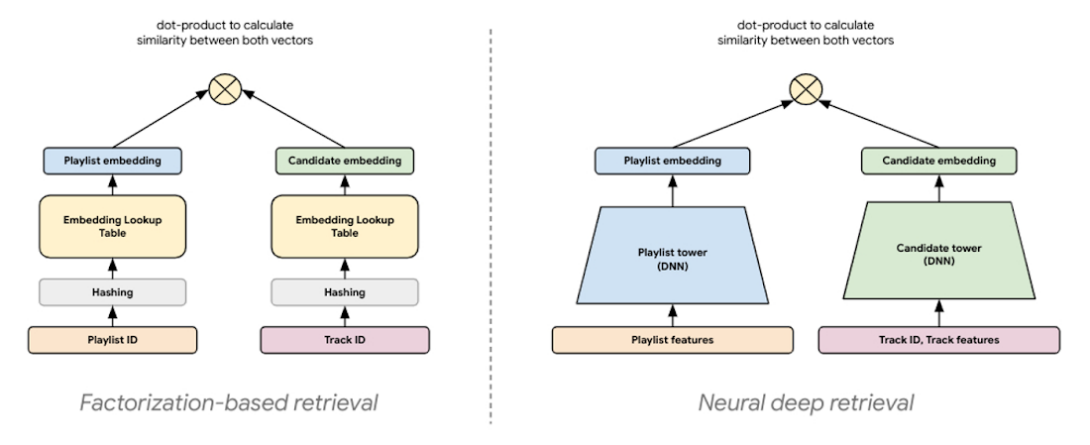 dot-product to calculate
similarity between both vectors
Playlist embedding
Candidate embedding
Embedding Lookup
Table
Embedding Lookup
Table
Hashing
Hashing
Playlist ID
Track ID
Factorization-based retrieval
dot-product to calculate
similarity between both vectors
Playlist embedding
Candidate embedding
Playlist tower
(DNN)
Candidate tower
(DNN)
Playlist features
Track ID, Track features
Neural deep retrieval